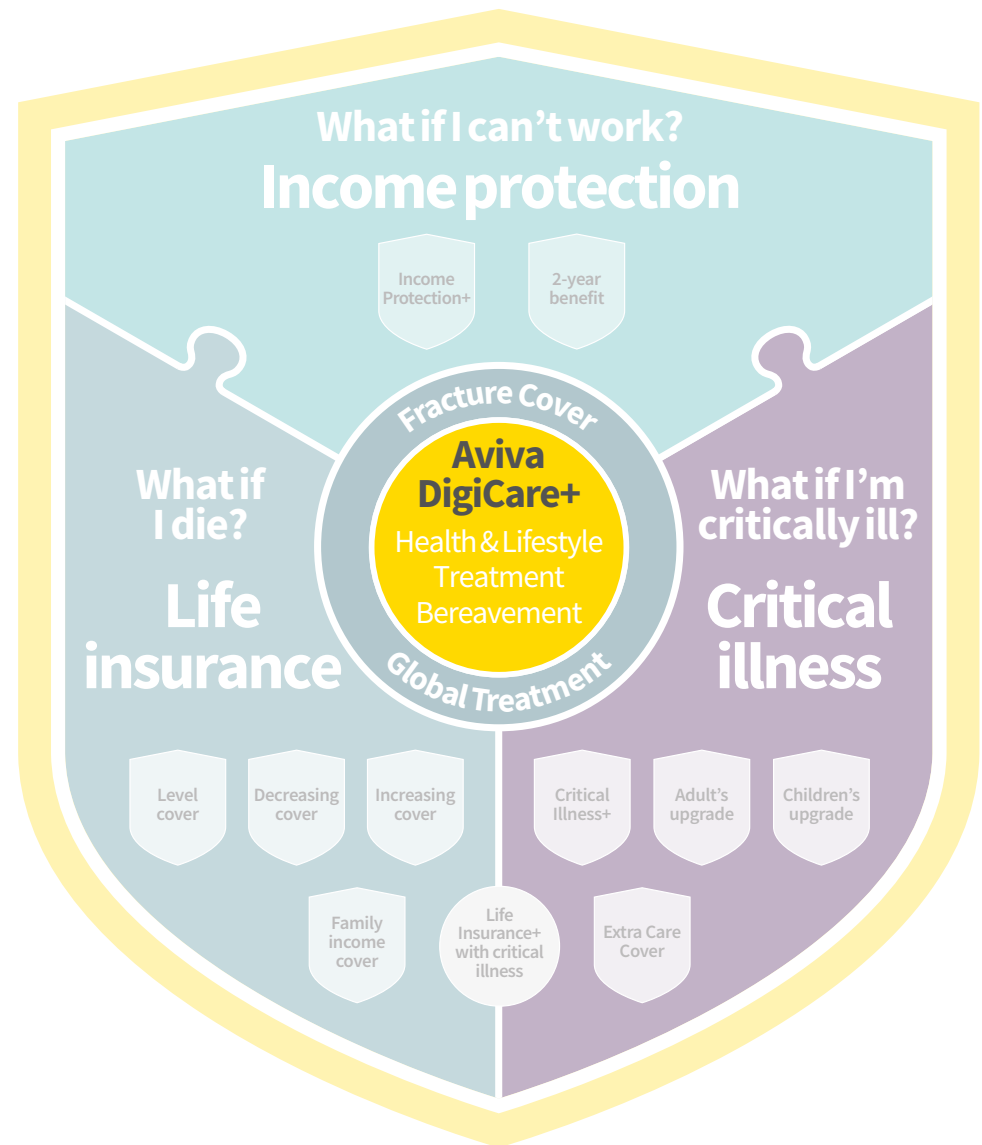 What if I can’t work?
Income protection
Income
Protection+
2-year
benefit
Fracture Cover
Aviva
DigiCare+
Health & Lifestyle
Treatment
Bereavement
Global Treatment
What if
I die?
Life
insurance
What if I’m
critically ill?
Critical
illness
Level
cover
Decreasing
cover
Increasing
cover
Critical
Illness+
Adult’s
upgrade
Children’s
upgrade
Family
income
cover
Life
Insurance+
with critical
illness
Extra Care
Cover